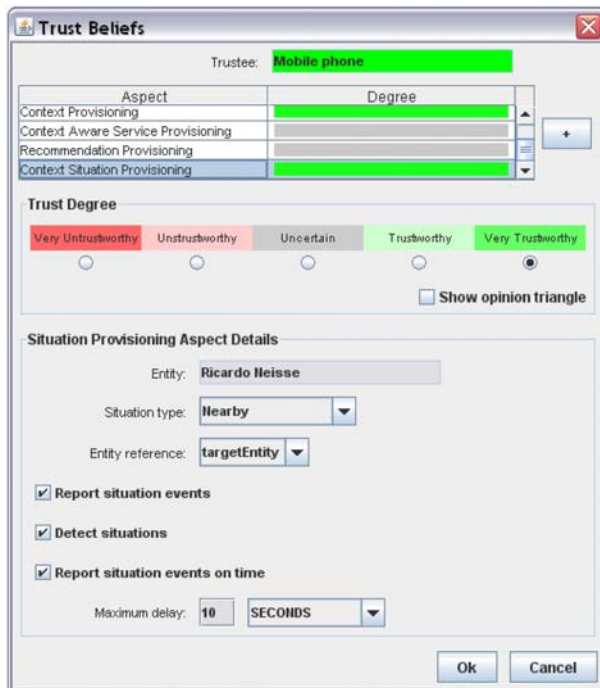 Trust Beliefs
Trustee: Mobile phone
Aspect Degree
Context Provisioning
Context Aware Service Provisioning
+
Recommendation Provisioning
Context Situation Provisioning
Trust Degree
Very Untrustworthy Unstrustworthy Uncertain Trustworthy Very Trustworthy
Show opinion triangle
Situation Provisioning Aspect Details
Entity: Ricardo Neisse
Situation type: Nearby
Entity reference: targetEntity
Report situation events
Detect situations
Report situation events on time
Maximum delay: 10 SECONDS
Ok Cancel